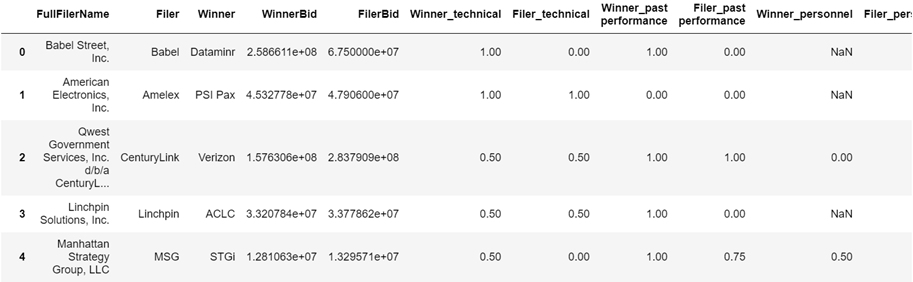 FullFilerName Filer Winner WinnerBid FilerBid Winner_technical Filer_technical Winner_past performance Filer_past performance Winner_personnel Filer_pers
0 Babel Street, Inc. Babel Dataminr 2.586611e+08 6.750000e+07 1.00 0.00 1.00 0.00 NaN
1 American Electronics, Inc. Amelex PSI Pax 4.532778e+07 4.790600e+07 1.00 1.00 0.00 0.00 NaN
2 Qwest Government Services, Inc. d/b/a CenturyL... CenturyLink Verizon 1.576306e+08 2.837909e+08 0.50 0.50 1.00 1.00 0.00
3 Linchpin Solutions, Inc. Linchpin ACLC 3.320784e+07 3.377862e+07 0.50 0.50 1.00 0.00 NaN
4 Manhattan Strategy Group, LLC MSG STGi 1.281063e+07 1.329571e+07 0.50 0.00 1.00 0.75 0.50